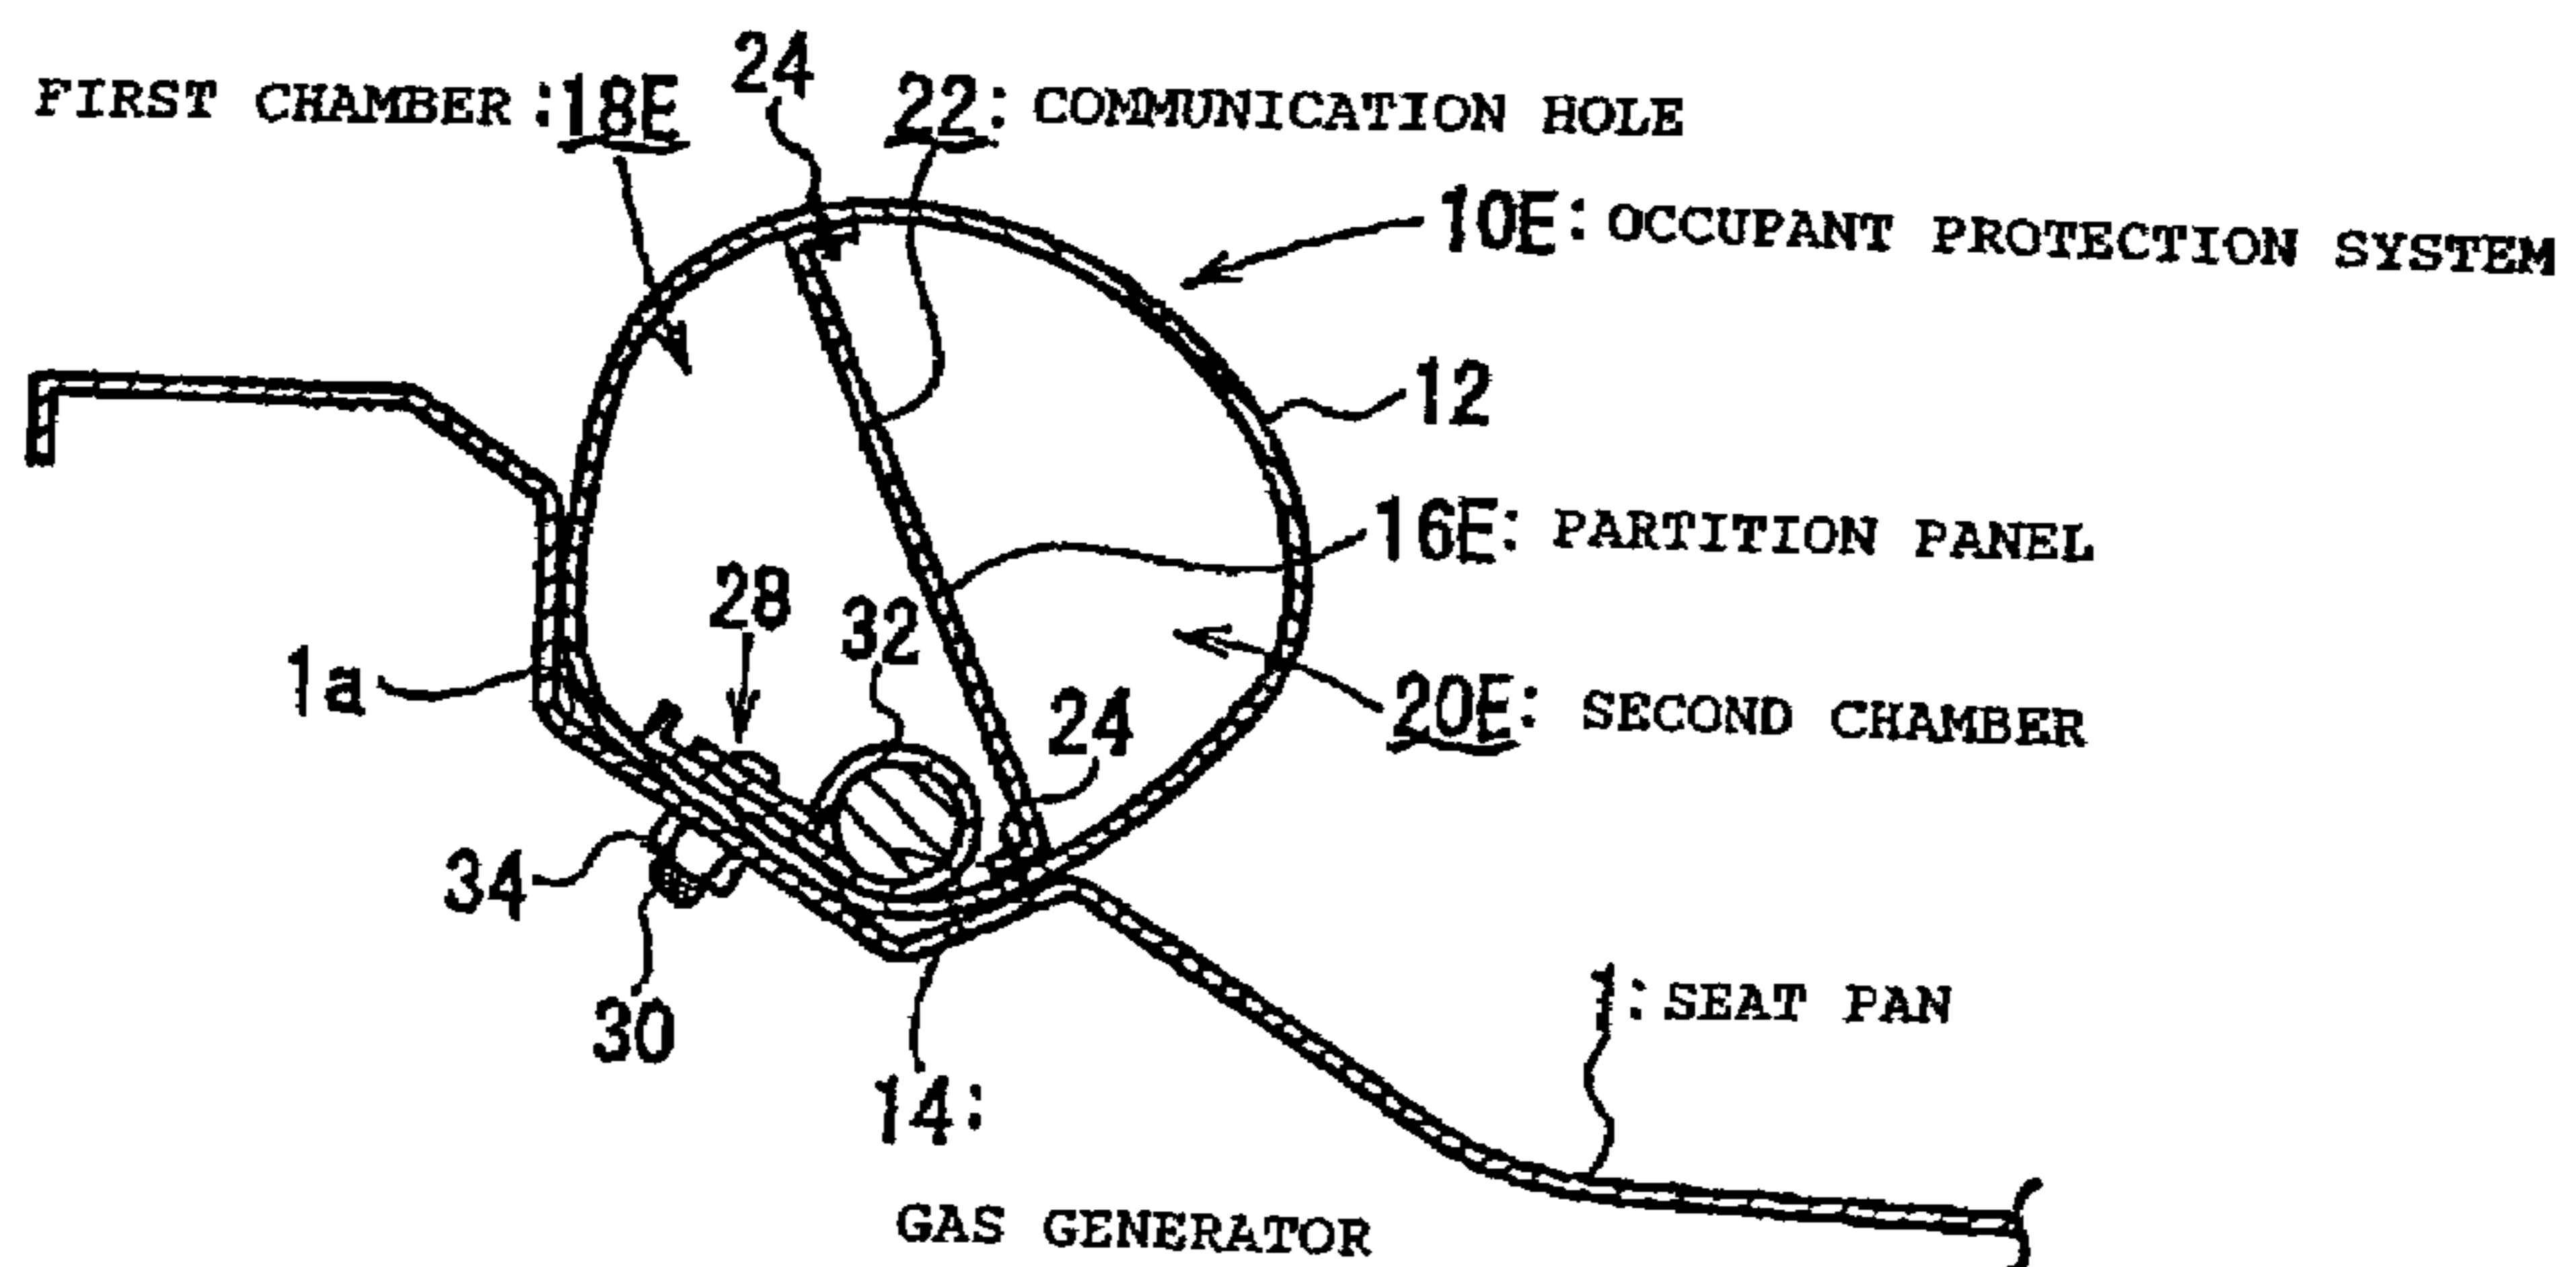 24
FIRST CHAMBER :18E
22: COMMUNICATION HOLE
10E: OCCUPANT PROTECTION SYSTEM
12
16E: PARTITION PANEL
28
32
1a
24
20E: SECOND CHAMBER
34
30
1: SEAT PAN
14:
GAS GENERATOR